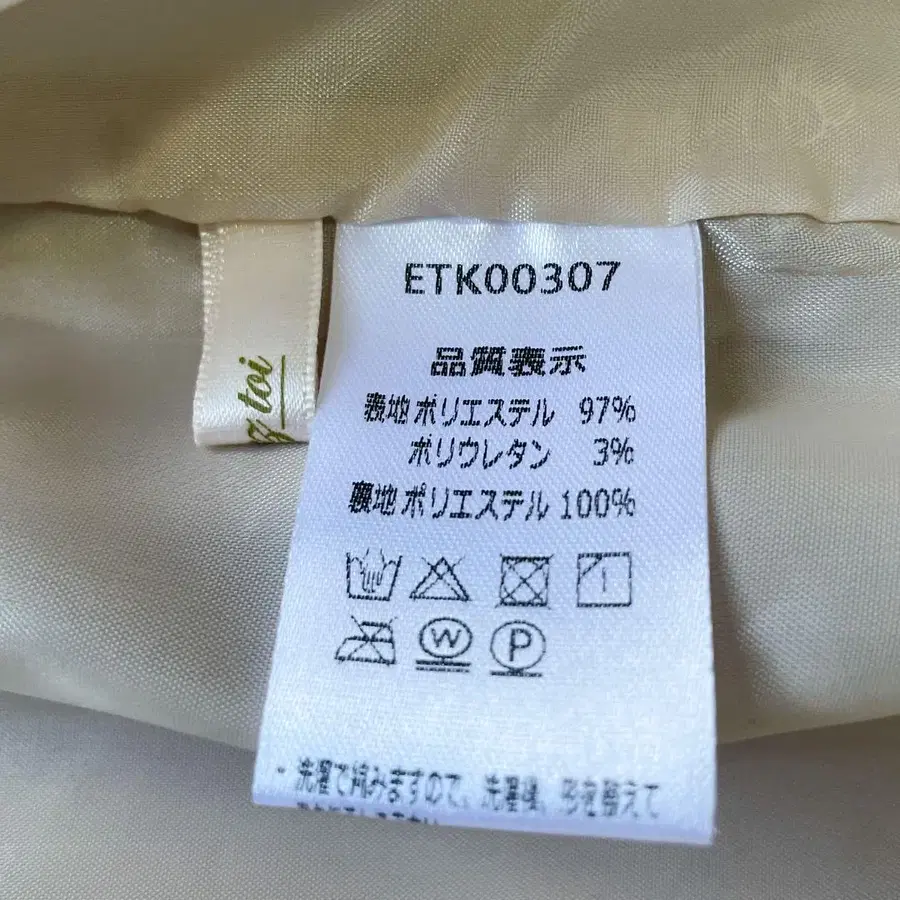 toi
ETK00307
品質表示
表地 ポリエステル 97%
ポリウレタン 3%
裏地 ポリエステル 100%
W P
・洗濯で縮みますので、洗濯後、形を整えて